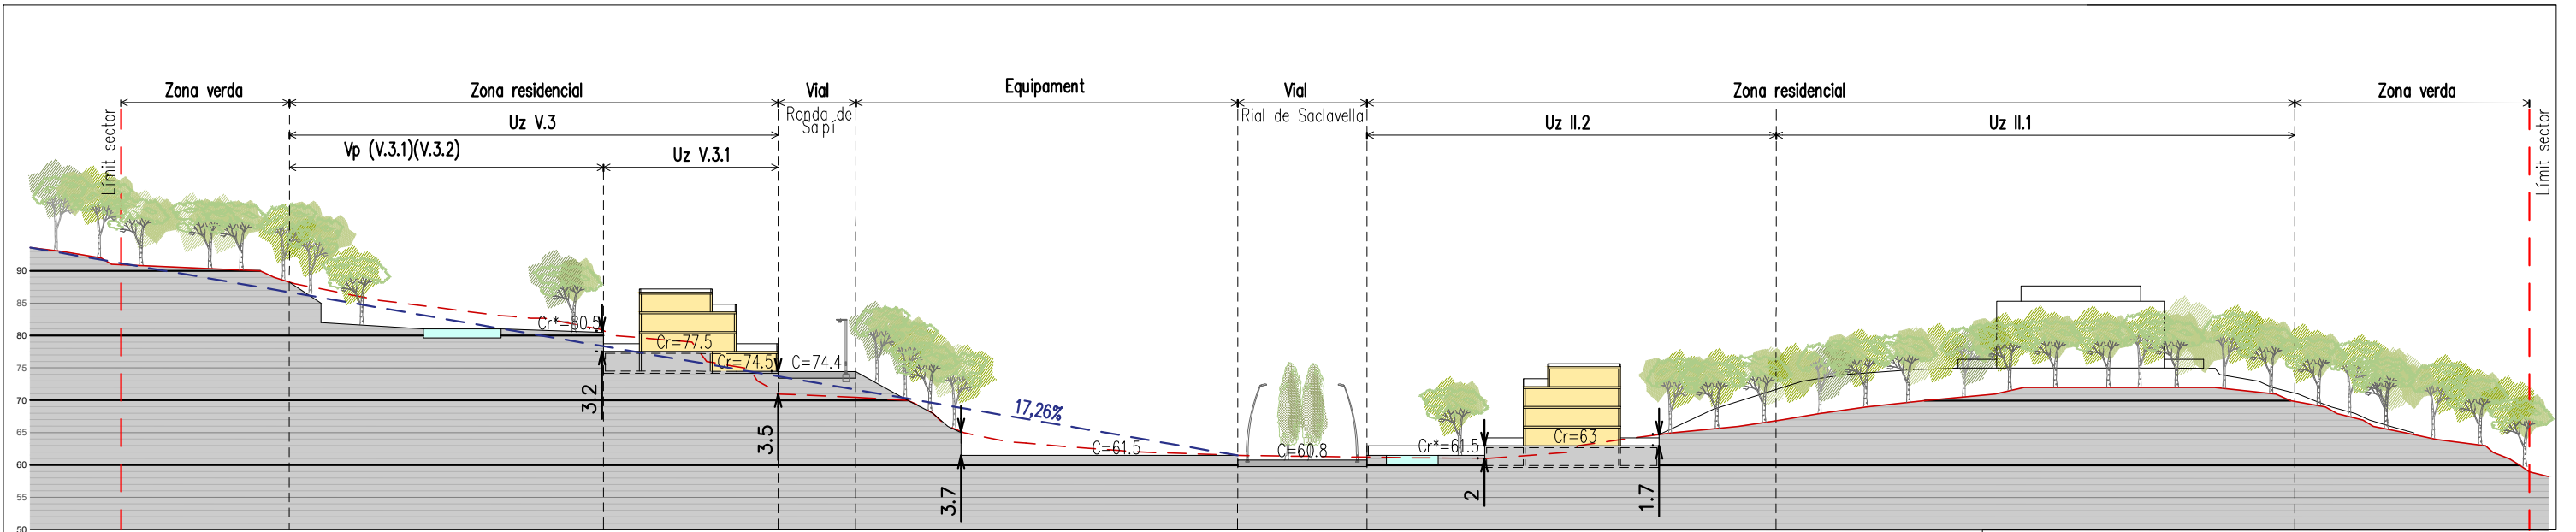 Zona verda
Zona residencial
Vial
Equipament
Vial
Zona residencial
Zona verda
Límit sector
Ronda de
Salpí
Rial de Saclavella
Límit sector
Uz V.3
Uz II.2
Uz II.1
Vp (V.3.1)(V.3.2)
Uz V.3.1
90
85
80
75
70
65
60
55
50
Cr*=80.5
Cr=77.5
Cr=74.5
C=74.4
3.2
3.5
17,26%
3.7
C=61.5
C=60.8
Cr*=61.5
Cr=63
2
1.7